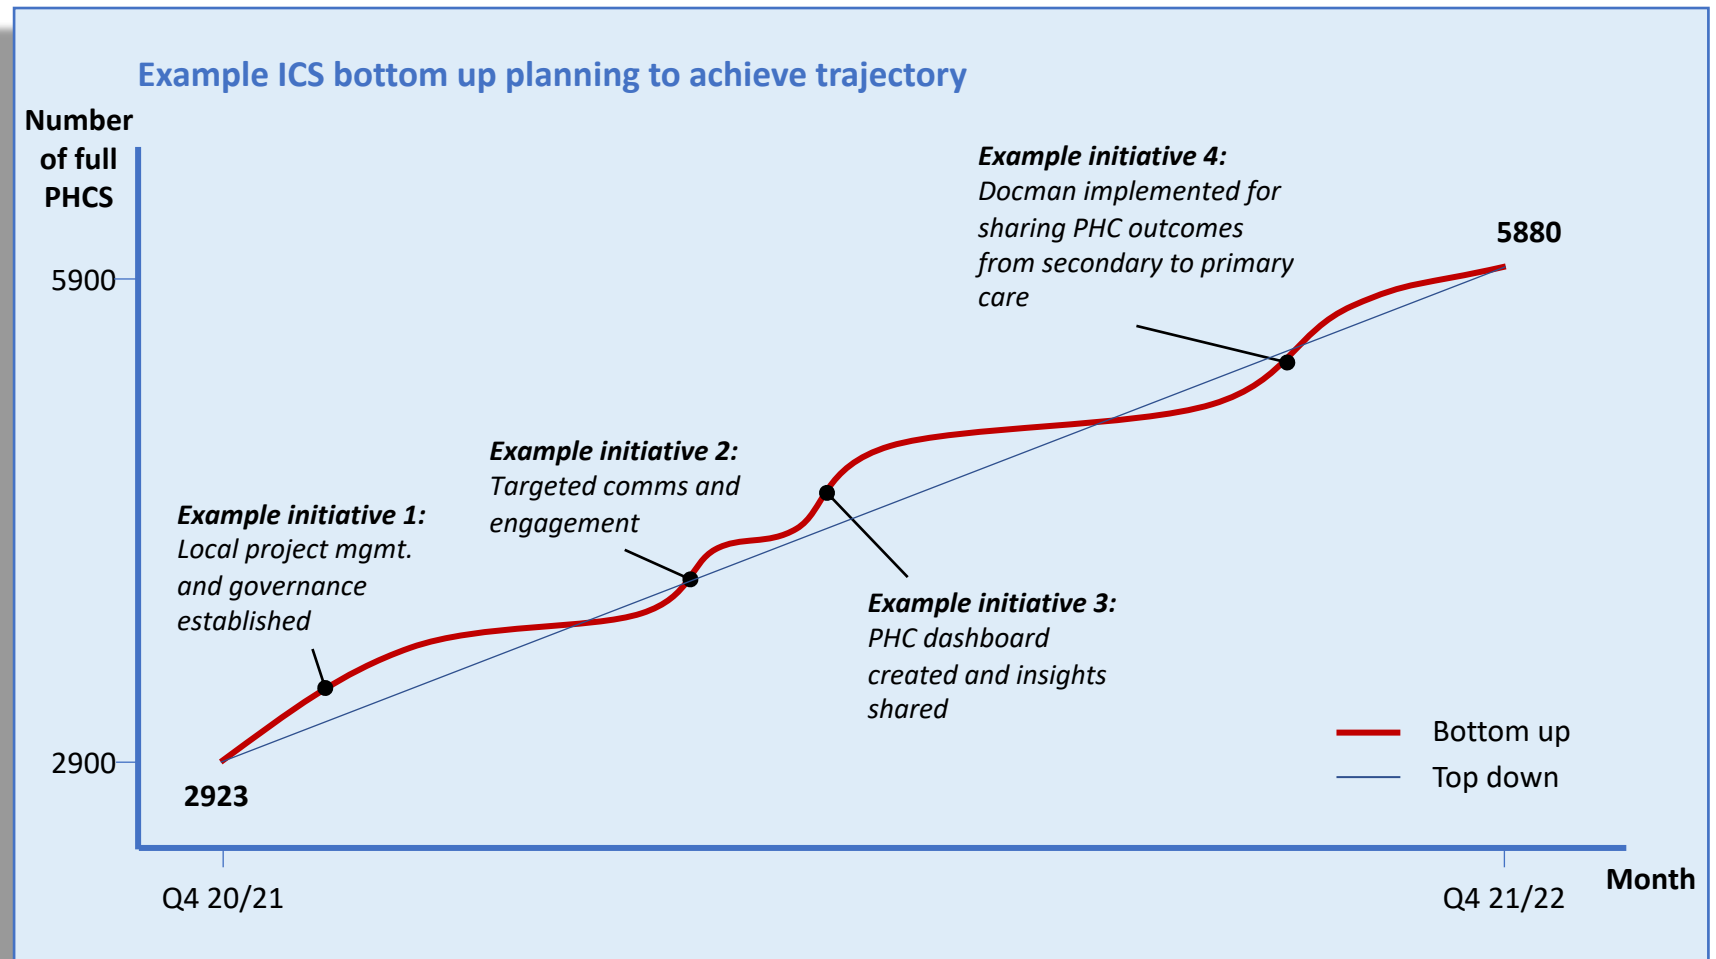 Example ICS bottom up planning to achieve trajectory
Number
of full
PHCS
5900
2900
2923
Example initiative 1:
Local project mgmt.
and governance
established
Example initiative 2:
Targeted comms and
engagement
Example initiative 3:
PHC dashboard
created and insights
shared
Example initiative 4:
Docman implemented for
sharing PHC outcomes
from secondary to primary
care
5880
Bottom up
Top down
Q4 20/21
Q4 21/22
Month